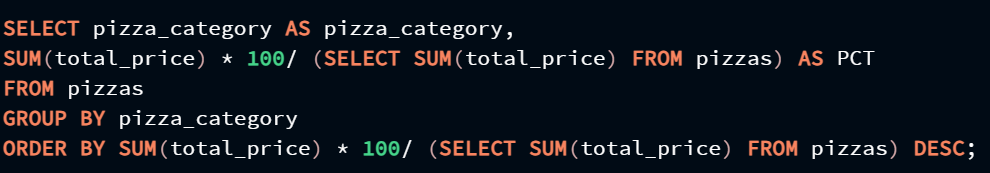 SELECT pizza_category AS pizza_category,
SUM(total_price) * 100/ (SELECT SUM(total_price) FROM pizzas) AS PCT
FROM pizzas
GROUP BY pizza_category
ORDER BY SUM(total_price) * 100/ (SELECT SUM(total_price) FROM pizzas) DESC;